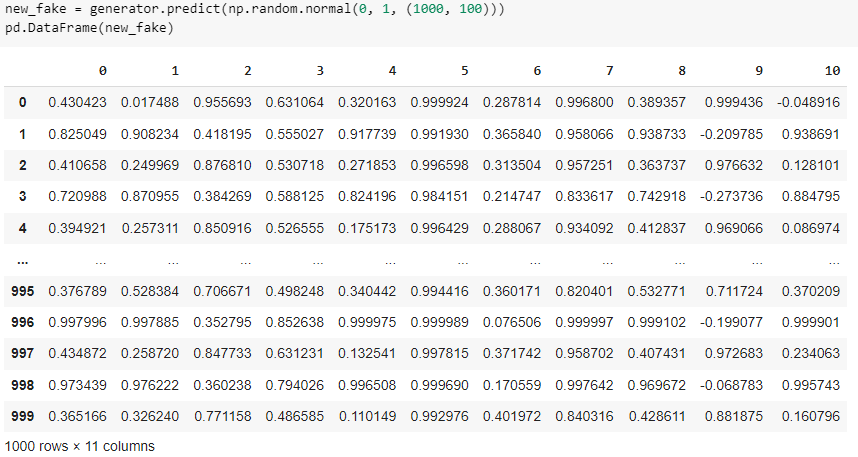 new_fake = generator.predict(np.random.normal(0, 1, (1000, 100)))
pd.DataFrame(new_fake)
0 1 2 3 4 5 6 7 8 9 10
0 0.430423 0.017488 0.955693 0.631064 0.320163 0.999924 0.287814 0.996800 0.389357 0.999436 -0.048916
1 0.825049 0.908234 0.418195 0.555027 0.917739 0.991930 0.365840 0.958066 0.938733 -0.209785 0.938691
2 0.410658 0.249969 0.876810 0.530718 0.271853 0.996598 0.313504 0.957251 0.363737 0.976632 0.128101
3 0.720988 0.870955 0.384269 0.588125 0.824196 0.984151 0.214747 0.833617 0.742918 -0.273736 0.884795
4 0.394921 0.257311 0.850916 0.526555 0.175173 0.996429 0.288067 0.934092 0.412837 0.969066 0.086974
... ... ... ... ... ... ... ... ... ... ... ...
995 0.376789 0.528384 0.706671 0.498248 0.340442 0.994416 0.360171 0.820401 0.532771 0.711724 0.370209
996 0.997996 0.997885 0.352795 0.852638 0.999975 0.999989 0.076506 0.999997 0.999102 -0.199077 0.999901
997 0.434872 0.258720 0.847733 0.631231 0.132541 0.997815 0.371742 0.958702 0.407431 0.972683 0.234063
998 0.973439 0.976222 0.360238 0.794026 0.996508 0.999690 0.170559 0.997642 0.969672 -0.068783 0.995743
999 0.365166 0.326240 0.771158 0.486585 0.110149 0.992976 0.401972 0.840316 0.428611 0.881875 0.160796
1000 rows × 11 columns